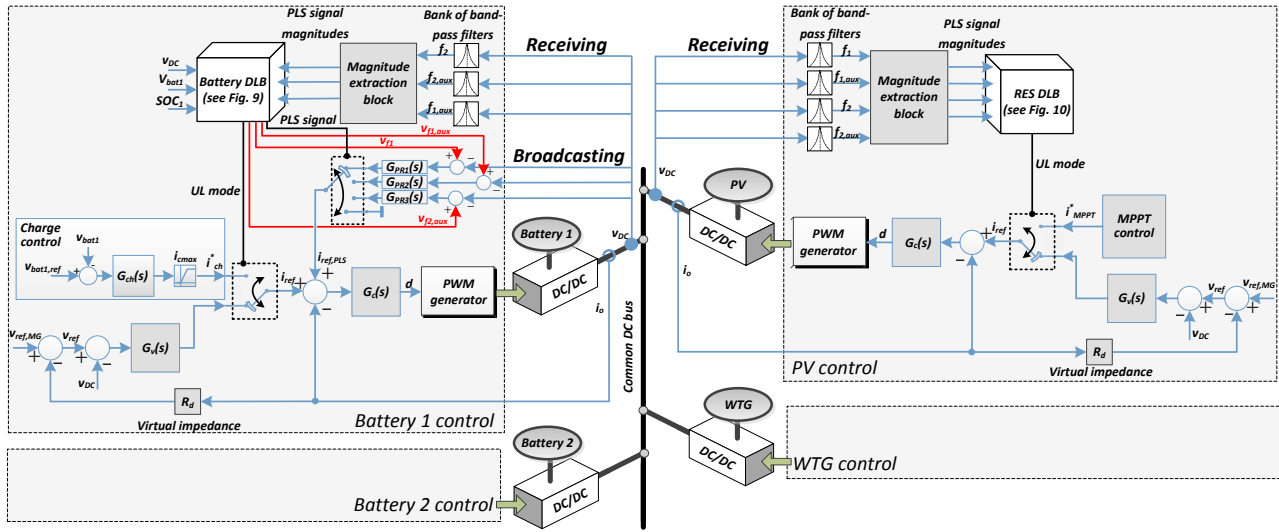 PLS signal
magnitudes
Bank of band-
pass filters
Receiving
v_DC
V_bat1
SOC_1
Battery DLB
(see Fig. 9)
Magnitude
extraction
block
f_2
f_2,aux
f_1,aux
PLS signal
v_f1,aux
v_f1
v_f2,aux
Broadcasting
G_PR1(s)
G_PR2(s)
G_PR3(s)
+
−
+
−
+
−
UL mode
Charge
control
v_bat1
v_bat1,ref
+
−
G_ch(s)
i_cmax
i*_ch
i_ref
i_ref,PLS
+
+
−
G_c(s)
d
PWM
generator
Battery 1
DC/DC
v_DC
i_o
v_ref,MG
+
−
v_ref
+
−
v_DC
G_v(s)
R_d
Virtual impedance
Battery 1 control
Battery 2 control
Battery 2
DC/DC
Common DC bus
Receiving
Bank of band-
pass filters
PLS signal
magnitudes
f_1
f_1,aux
f_2
f_2,aux
Magnitude
extraction
block
RES DLB
(see Fig. 10)
UL mode
v_DC
PV
DC/DC
i_o
PWM
generator
d
G_c(s)
+
−
i_ref
i*_MPPT
MPPT
control
G_v(s)
v_ref
+
−
v_DC
v_ref,MG
+
−
R_d
Virtual impedance
PV control
WTG
DC/DC
WTG control